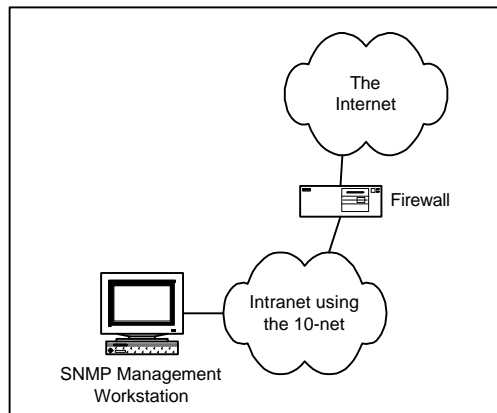 The
Internet
Firewall
Intranet using
the 10-net
SNMP Management
Workstation